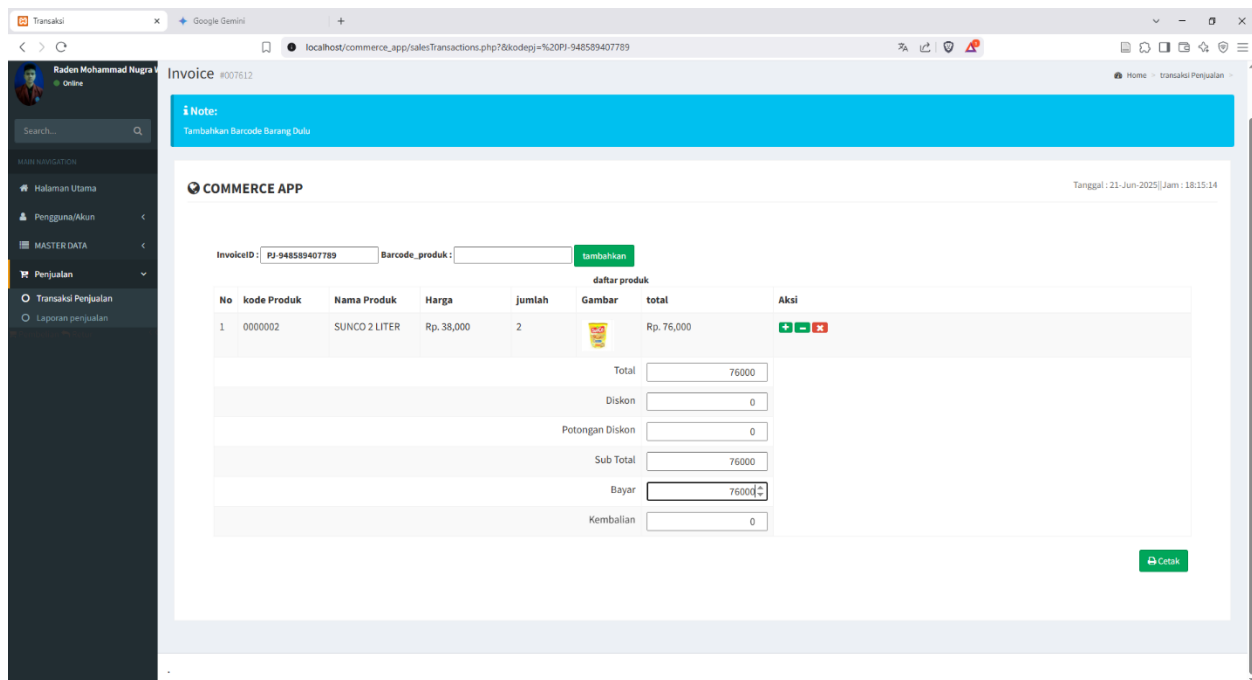 Transaksi
Google Gemini
localhost/commerce_app/salesTransactions.php?&kodepj=%20PJ-948589407789
Raden Mohammad Nugra
Online
Search...
MAIN NAVIGATION
Halaman Utama
Pengguna/Akun
MASTER DATA
Penjualan
Transaksi Penjualan
Laporan penjualan
Invoice #007612
Home > transaksi Penjualan >
Note:
Tambahkan Barcode Barang Dulu
COMMERCE APP
Tanggal : 21-Jun-2025||Jam : 18:15:14
InvoiceID : PJ-948589407789 Barcode_produk : tambahkan
daftar produk
No kode Produk Nama Produk Harga jumlah Gambar total Aksi
1 0000002 SUNCO 2 LITER Rp. 38,000 2 Rp. 76,000
Total 76000
Diskon 0
Potongan Diskon 0
Sub Total 76000
Bayar 76000
Kembalian 0
Cetak